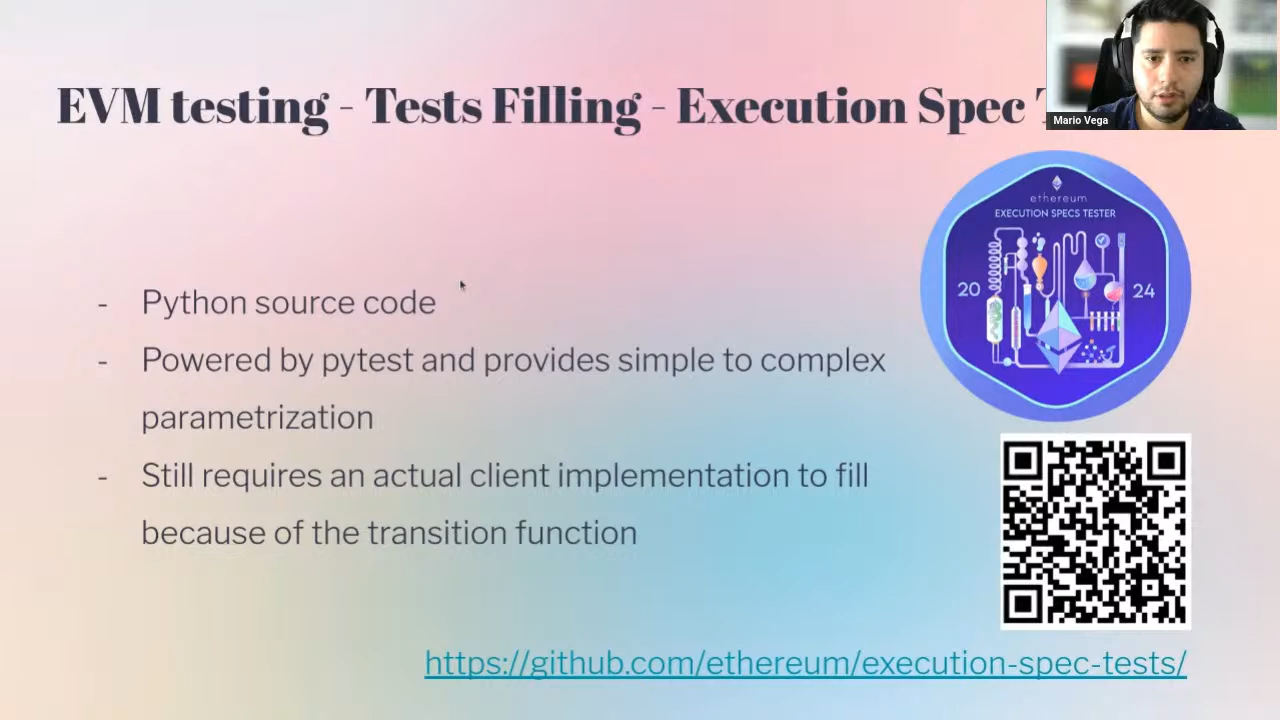 EVM testing - Tests Filling - Execution Spec
Mario Vega
ethereum
EXECUTION SPECS TESTER
20 24
- Python source code
- Powered by pytest and provides simple to complex
parametrization
- Still requires an actual client implementation to fill
because of the transition function
https://github.com/ethereum/execution-spec-tests/